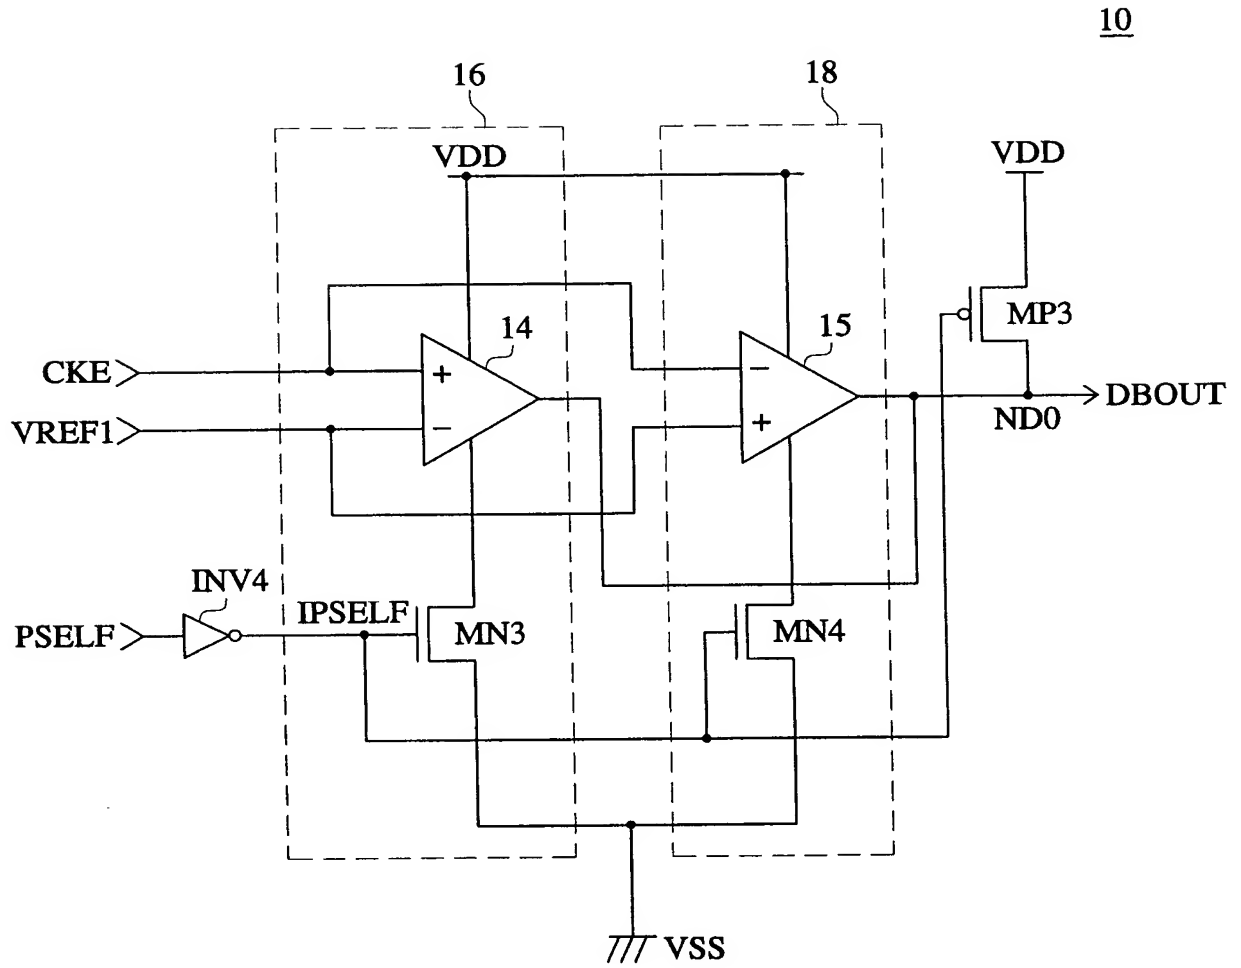 10
16
18
VDD
VDD
14
15
MP3
CKE
+
−
−
+
VREF1
DBOUT
ND0
INV4
IPSELF
PSELF
MN3
MN4
VSS